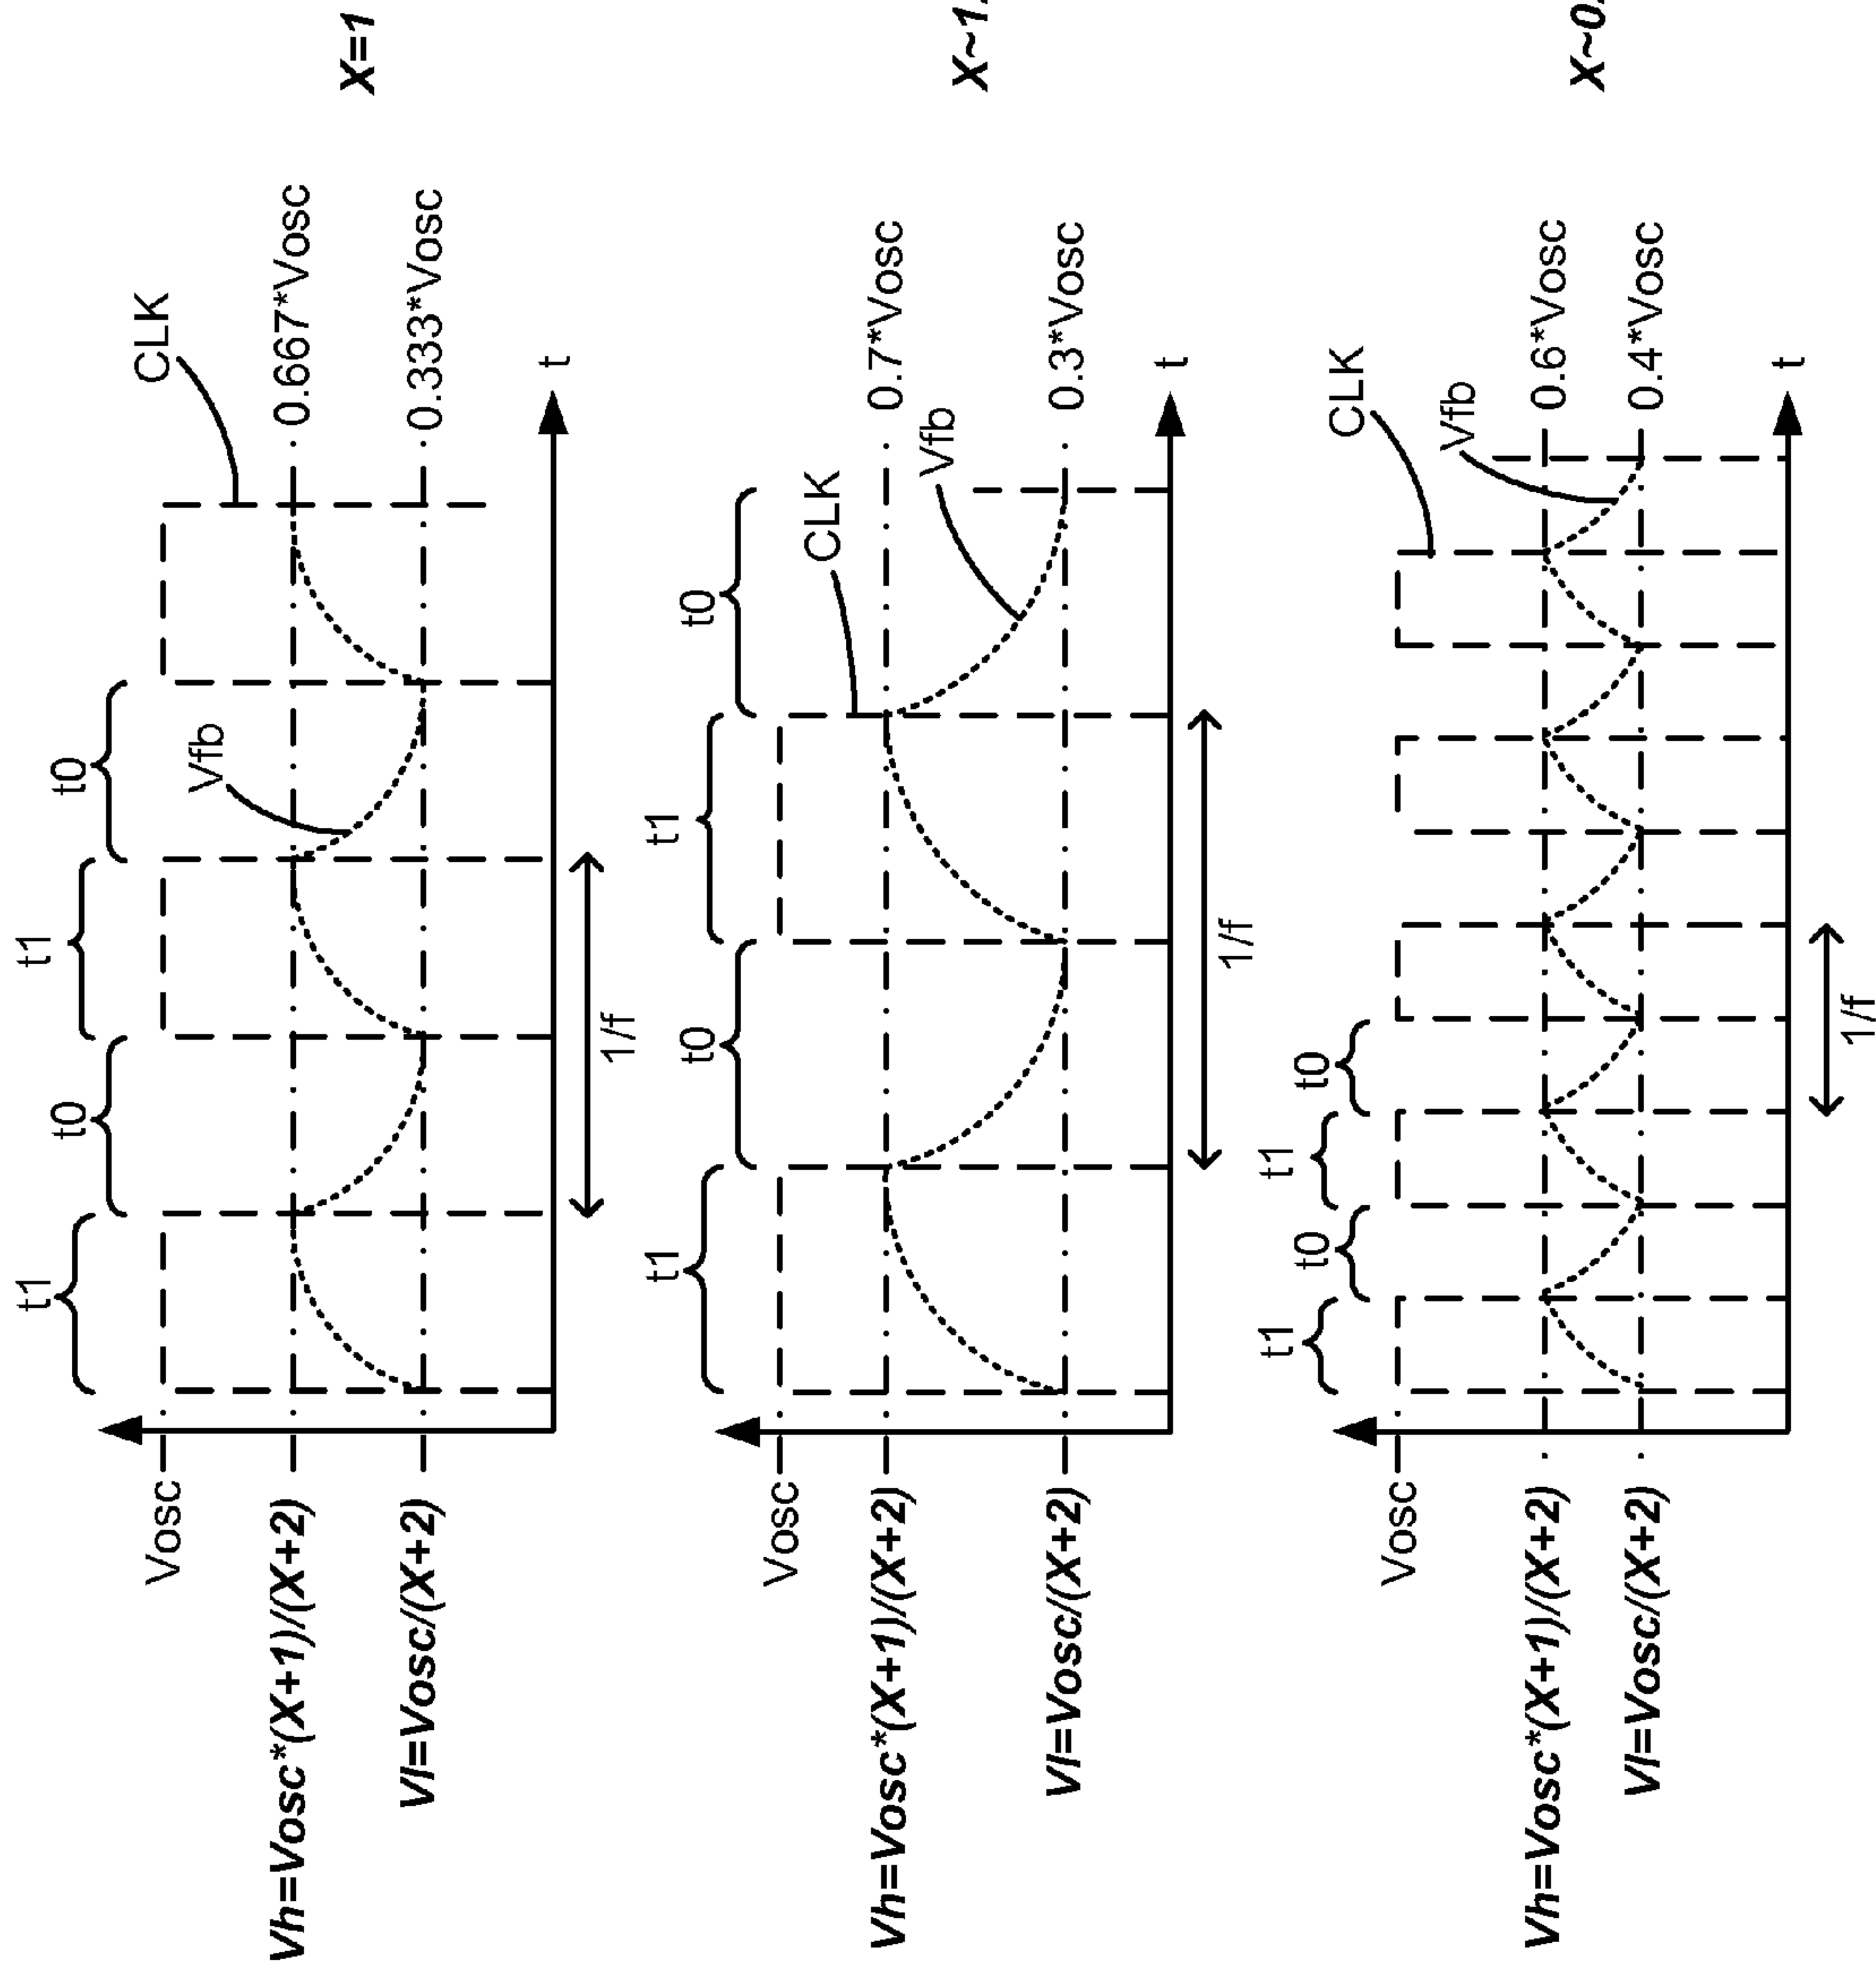 t1 t0 t1 t0
Vosc
CLK
Vfb
Vh=Vosc*(X+1)/(X+2)
0.667*Vosc
X=1
Vl=Vosc/(X+2)
0.333*Vosc
t
1/f
t1 t0 t1 t0
Vosc
CLK
Vh=Vosc*(X+1)/(X+2)
0.7*Vosc
Vfb
X~1.
Vl=Vosc/(X+2)
0.3*Vosc
t
1/f
t1 t0 t1 t0
Vosc
CLK
Vfb
Vh=Vosc*(X+1)/(X+2)
0.6*Vosc
X~0.
Vl=Vosc/(X+2)
0.4*Vosc
t
1/f